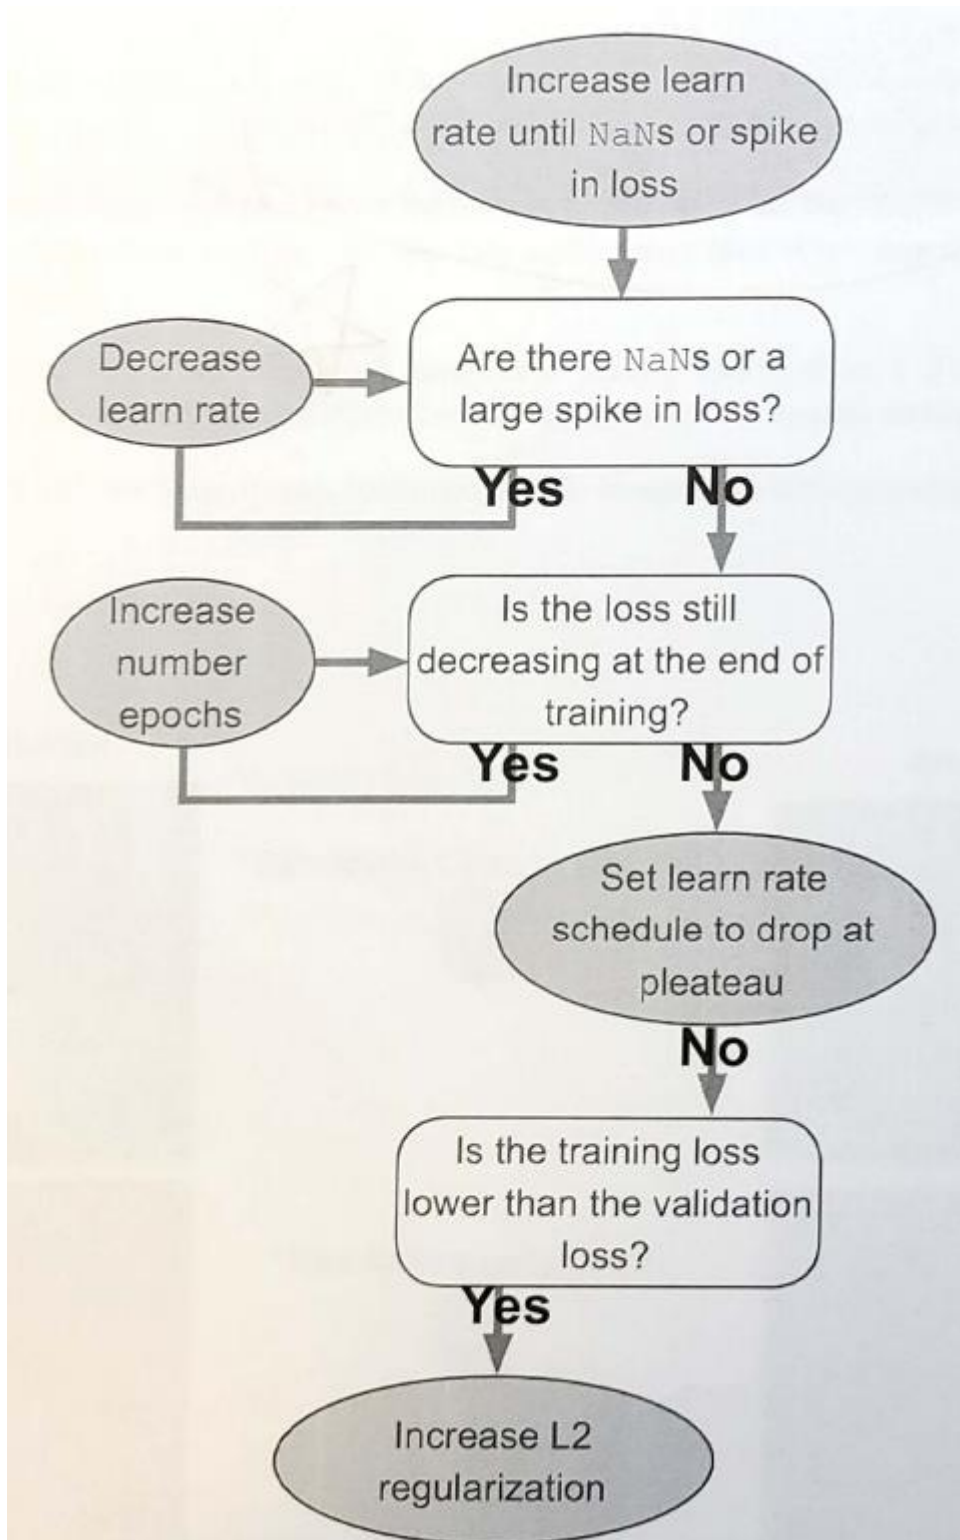 Increase learn
rate until NaNs or spike
in loss
Decrease
learn rate
Are there NaNs or a
large spike in loss?
Yes
No
Increase
number
epochs
Is the loss still
decreasing at the end of
training?
Yes
No
Set learn rate
schedule to drop at
pleateau
No
Is the training loss
lower than the validation
loss?
Yes
Increase L2
regularization